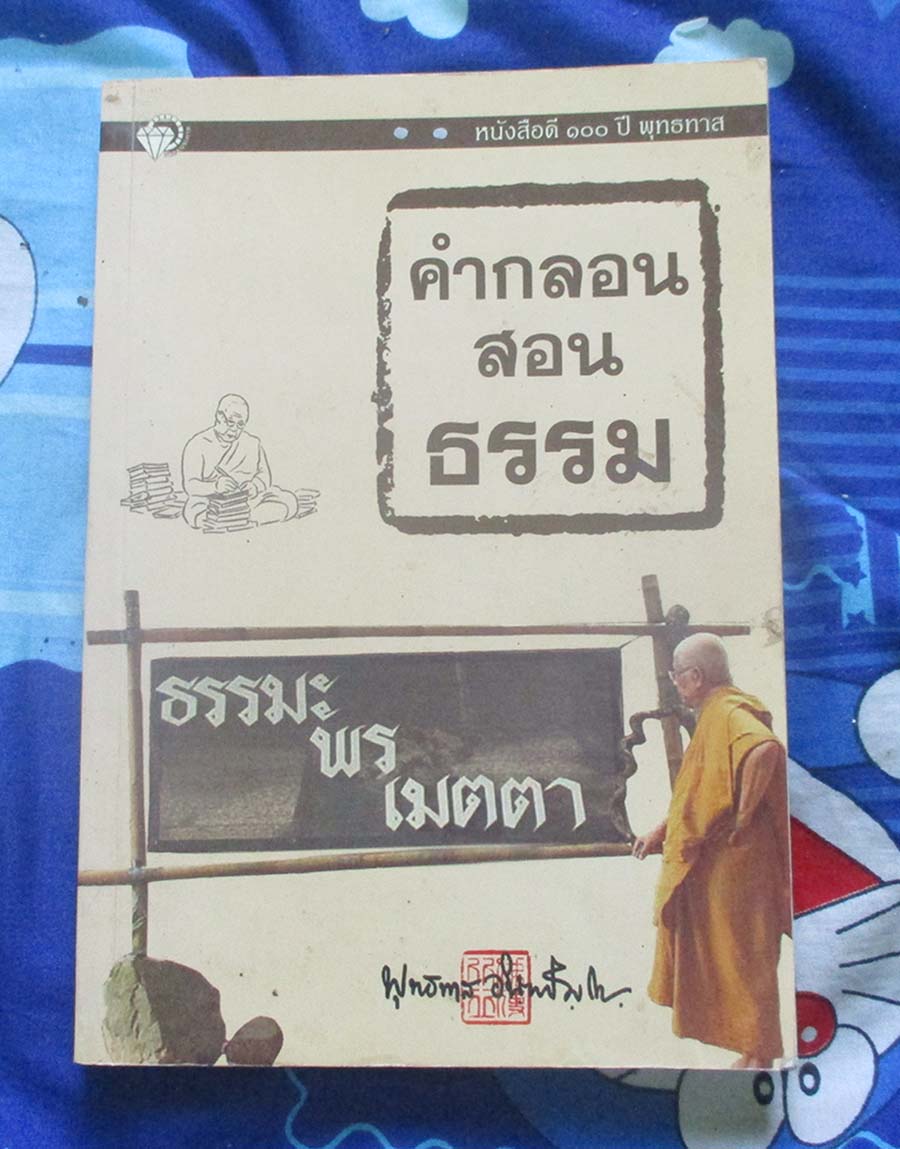 หนังสือดี ๑๐๐ ปี พุทธทาส
คำกลอน
สอน
ธรรม
ธรรมะ
พร
เมตตา
พุทธทาส อินทปัญโญ